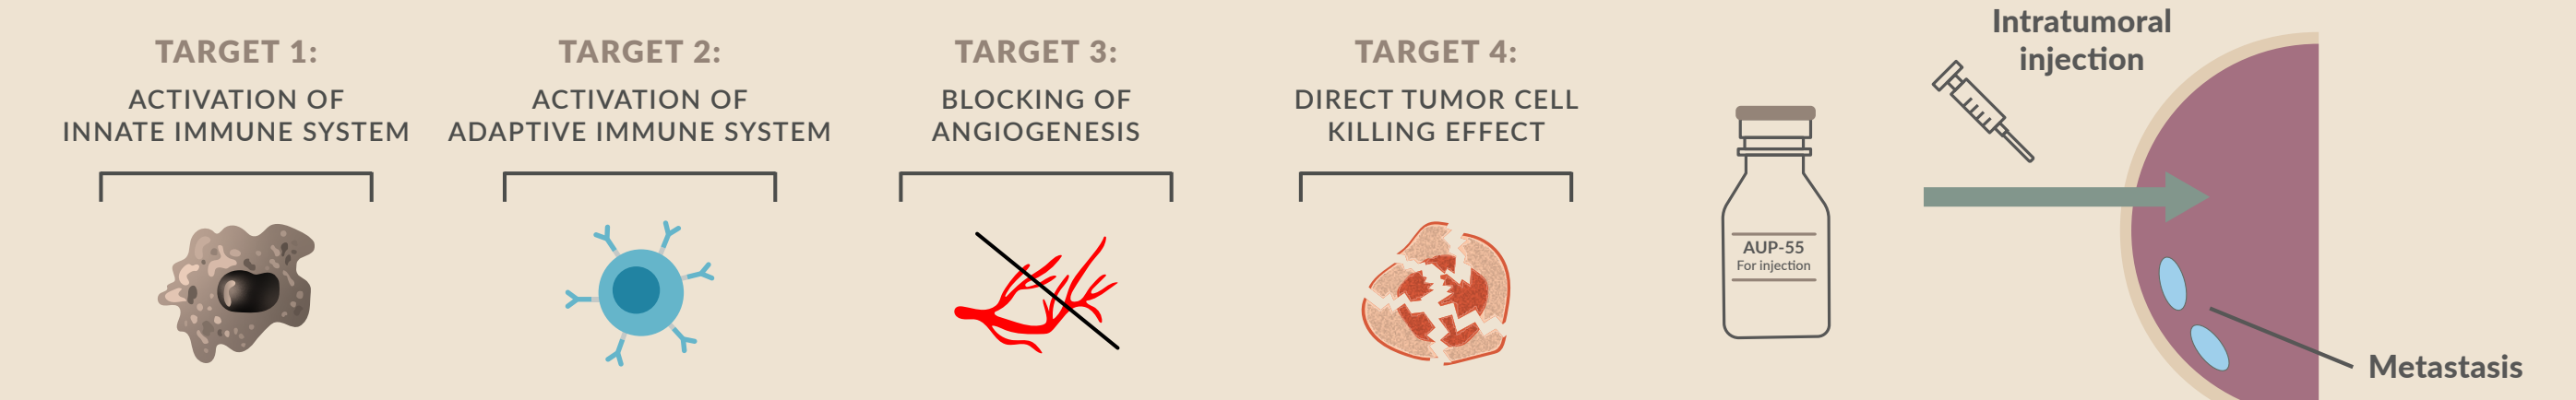 TARGET 1:
ACTIVATION OF
INNATE IMMUNE SYSTEM
TARGET 2:
ACTIVATION OF
ADAPTIVE IMMUNE SYSTEM
TARGET 3:
BLOCKING OF
ANGIOGENESIS
TARGET 4:
DIRECT TUMOR CELL
KILLING EFFECT
AUP-55
For injection
Intratumoral
injection
Metastasis